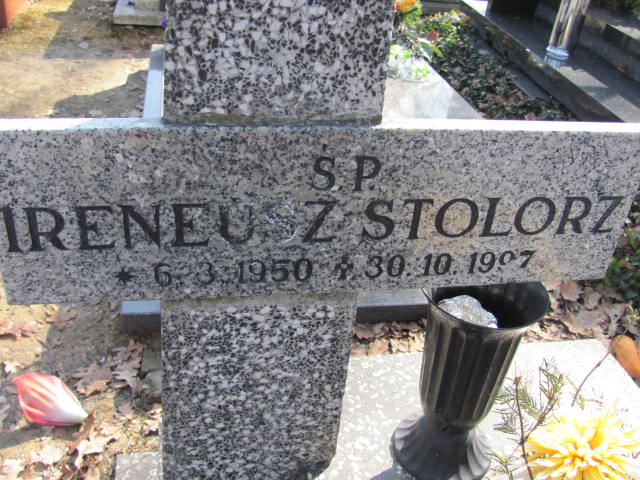 Ś P
IRENEUSZ STOLORZ
* 6.3.1950 ✝ 30.10.1997